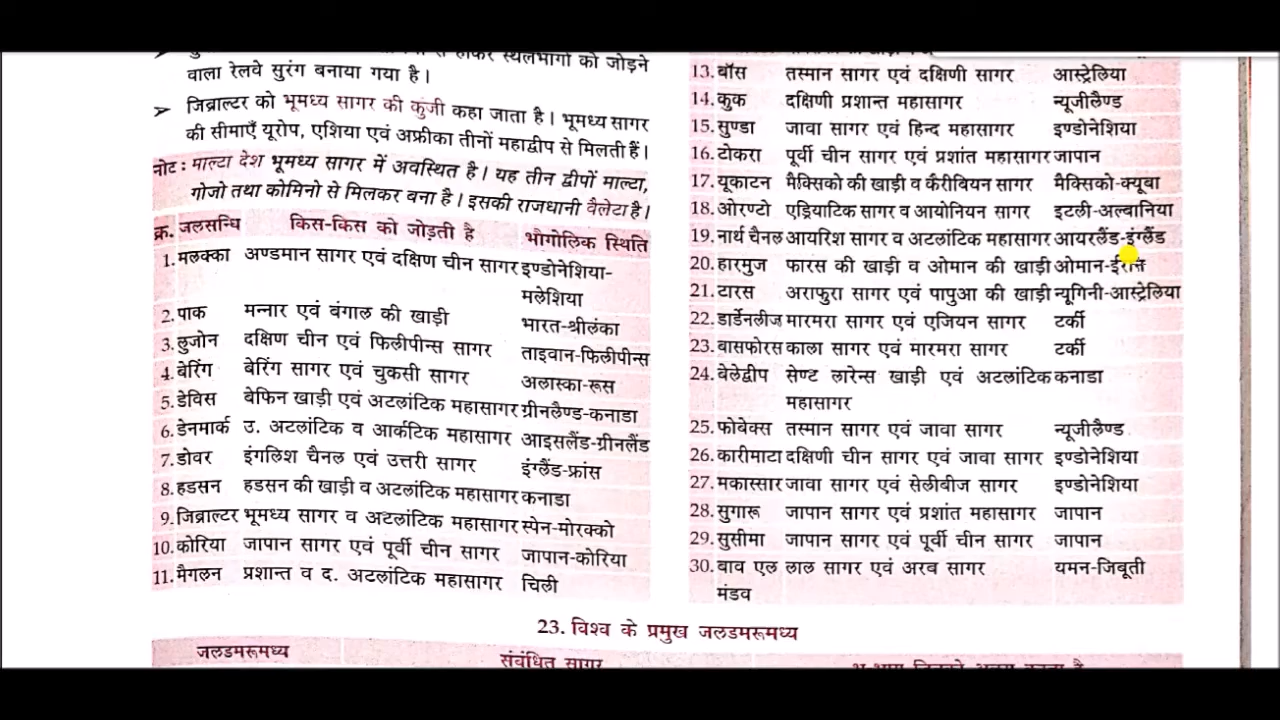 लेकर स्थलभागों को जोड़ने
वाला रेलवे सुरंग बनाया गया है।
➢ जिब्राल्टर को भूमध्य सागर की कुंजी कहा जाता है। भूमध्य सागर
की सीमाएँ यूरोप, एशिया एवं अफ्रीका तीनों महाद्वीप से मिलती हैं।
नोट : माल्टा देश भूमध्य सागर में अवस्थित है। यह तीन द्वीपों माल्टा,
गोजो तथा कोमिनो से मिलकर बना है। इसकी राजधानी वैलेटा है।
क्र. जलसन्धि किस-किस को जोड़ती है भौगोलिक स्थिति
1. मलक्का अण्डमान सागर एवं दक्षिण चीन सागर इण्डोनेशिया-
मलेशिया
2. पाक मन्नार एवं बंगाल की खाड़ी भारत-श्रीलंका
3. लुजोन दक्षिण चीन एवं फिलीपीन्स सागर ताइवान-फिलीपीन्स
4. बेरिंग बेरिंग सागर एवं चुकसी सागर अलास्का-रूस
5. डेविस बेफिन खाड़ी एवं अटलांटिक महासागर ग्रीनलैण्ड-कनाडा
6. डेनमार्क उ. अटलांटिक व आर्कटिक महासागर आइसलैंड-ग्रीनलैंड
7. डोवर इंगलिश चैनल एवं उत्तरी सागर इंग्लैंड-फ्रांस
8. हडसन हडसन की खाड़ी व अटलांटिक महासागर कनाडा
9. जिब्राल्टर भूमध्य सागर व अटलांटिक महासागर स्पेन-मोरक्को
10. कोरिया जापान सागर एवं पूर्वी चीन सागर जापान-कोरिया
11. मैगलन प्रशान्त व द. अटलांटिक महासागर चिली
13. बॉस तस्मान सागर एवं दक्षिणी सागर आस्ट्रेलिया
14. कुक दक्षिणी प्रशान्त महासागर न्यूजीलैण्ड
15. सुण्डा जावा सागर एवं हिन्द महासागर इण्डोनेशिया
16. टोकरा पूर्वी चीन सागर एवं प्रशांत महासागर जापान
17. यूकाटन मैक्सिको की खाड़ी व कैरीबियन सागर मैक्सिको-क्यूबा
18. ओरण्टो एड्रियाटिक सागर व आयोनियन सागर इटली-अल्बानिया
19. नार्थ चैनल आयरिश सागर व अटलांटिक महासागर आयरलैंड-इंग्लैंड
20. हारमुज फारस की खाड़ी व ओमान की खाड़ी ओमान-ईरान
21. टारस अराफुरा सागर एवं पापुआ की खाड़ी न्यूगिनी-आस्ट्रेलिया
22. डार्डेनलीज मारमरा सागर एवं एजियन सागर टर्की
23. बासफोरस काला सागर एवं मारमरा सागर टर्की
24. बेलेद्वीप सेण्ट लारेन्स खाड़ी एवं अटलांटिक कनाडा
महासागर
25. फोबेक्स तस्मान सागर एवं जावा सागर न्यूजीलैण्ड
26. कारीमाटा दक्षिणी चीन सागर एवं जावा सागर इण्डोनेशिया
27. मकास्सार जावा सागर एवं सेलीबीज सागर इण्डोनेशिया
28. सुगारू जापान सागर एवं प्रशांत महासागर जापान
29. सुसीमा जापान सागर एवं पूर्वी चीन सागर जापान
30. बाव एल लाल सागर एवं अरब सागर यमन-जिबूती
मंडव
23. विश्व के प्रमुख जलडमरूमध्य
जलडमरूमध्य संबंधित सागर